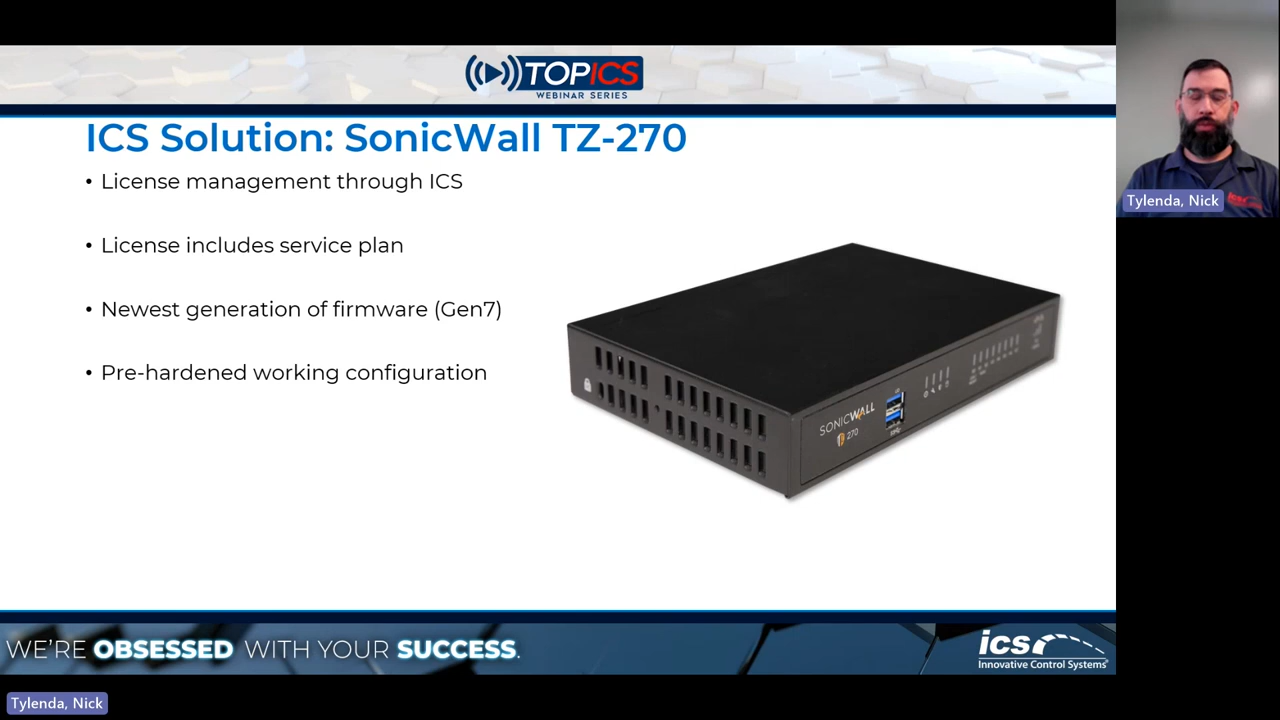 TOPICS
WEBINAR SERIES
ICS Solution: SonicWall TZ-270
• License management through ICS
• License includes service plan
• Newest generation of firmware (Gen7)
• Pre-hardened working configuration
SONICWALL
270
ics
Tylenda, Nick
WE'RE OBSESSED WITH YOUR SUCCESS.
ics
Innovative Control Systems®
Tylenda, Nick